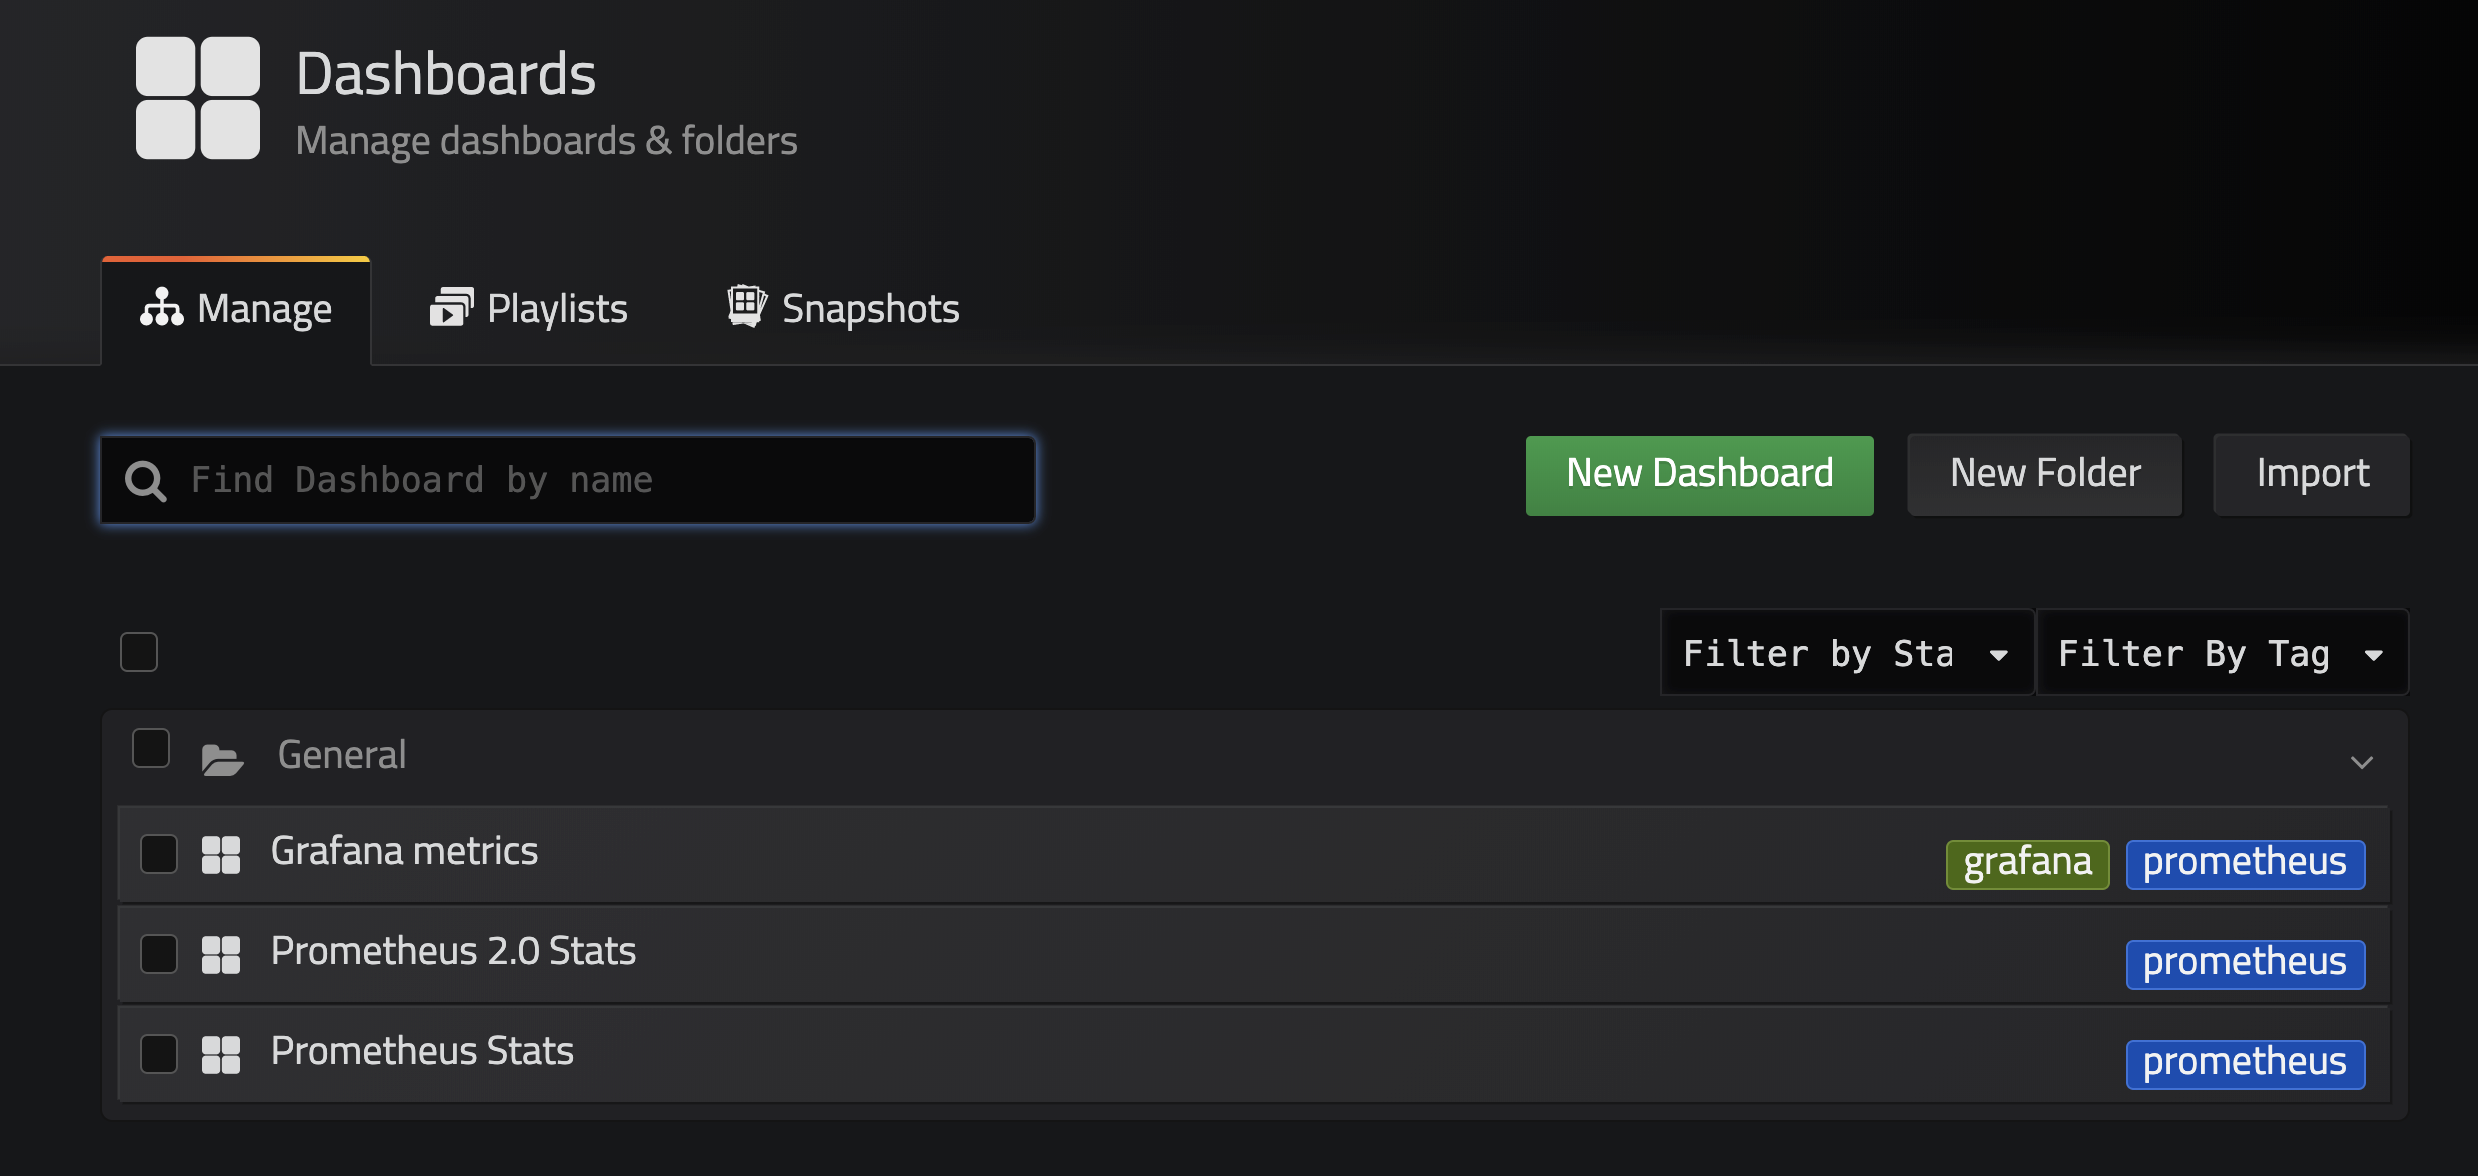 Dashboards
Manage dashboards & folders
Manage
Playlists
Snapshots
Find Dashboard by name
New Dashboard
New Folder
Import
Filter by Sta
Filter By Tag
General
Grafana metrics
grafana
prometheus
Prometheus 2.0 Stats
prometheus
Prometheus Stats
prometheus